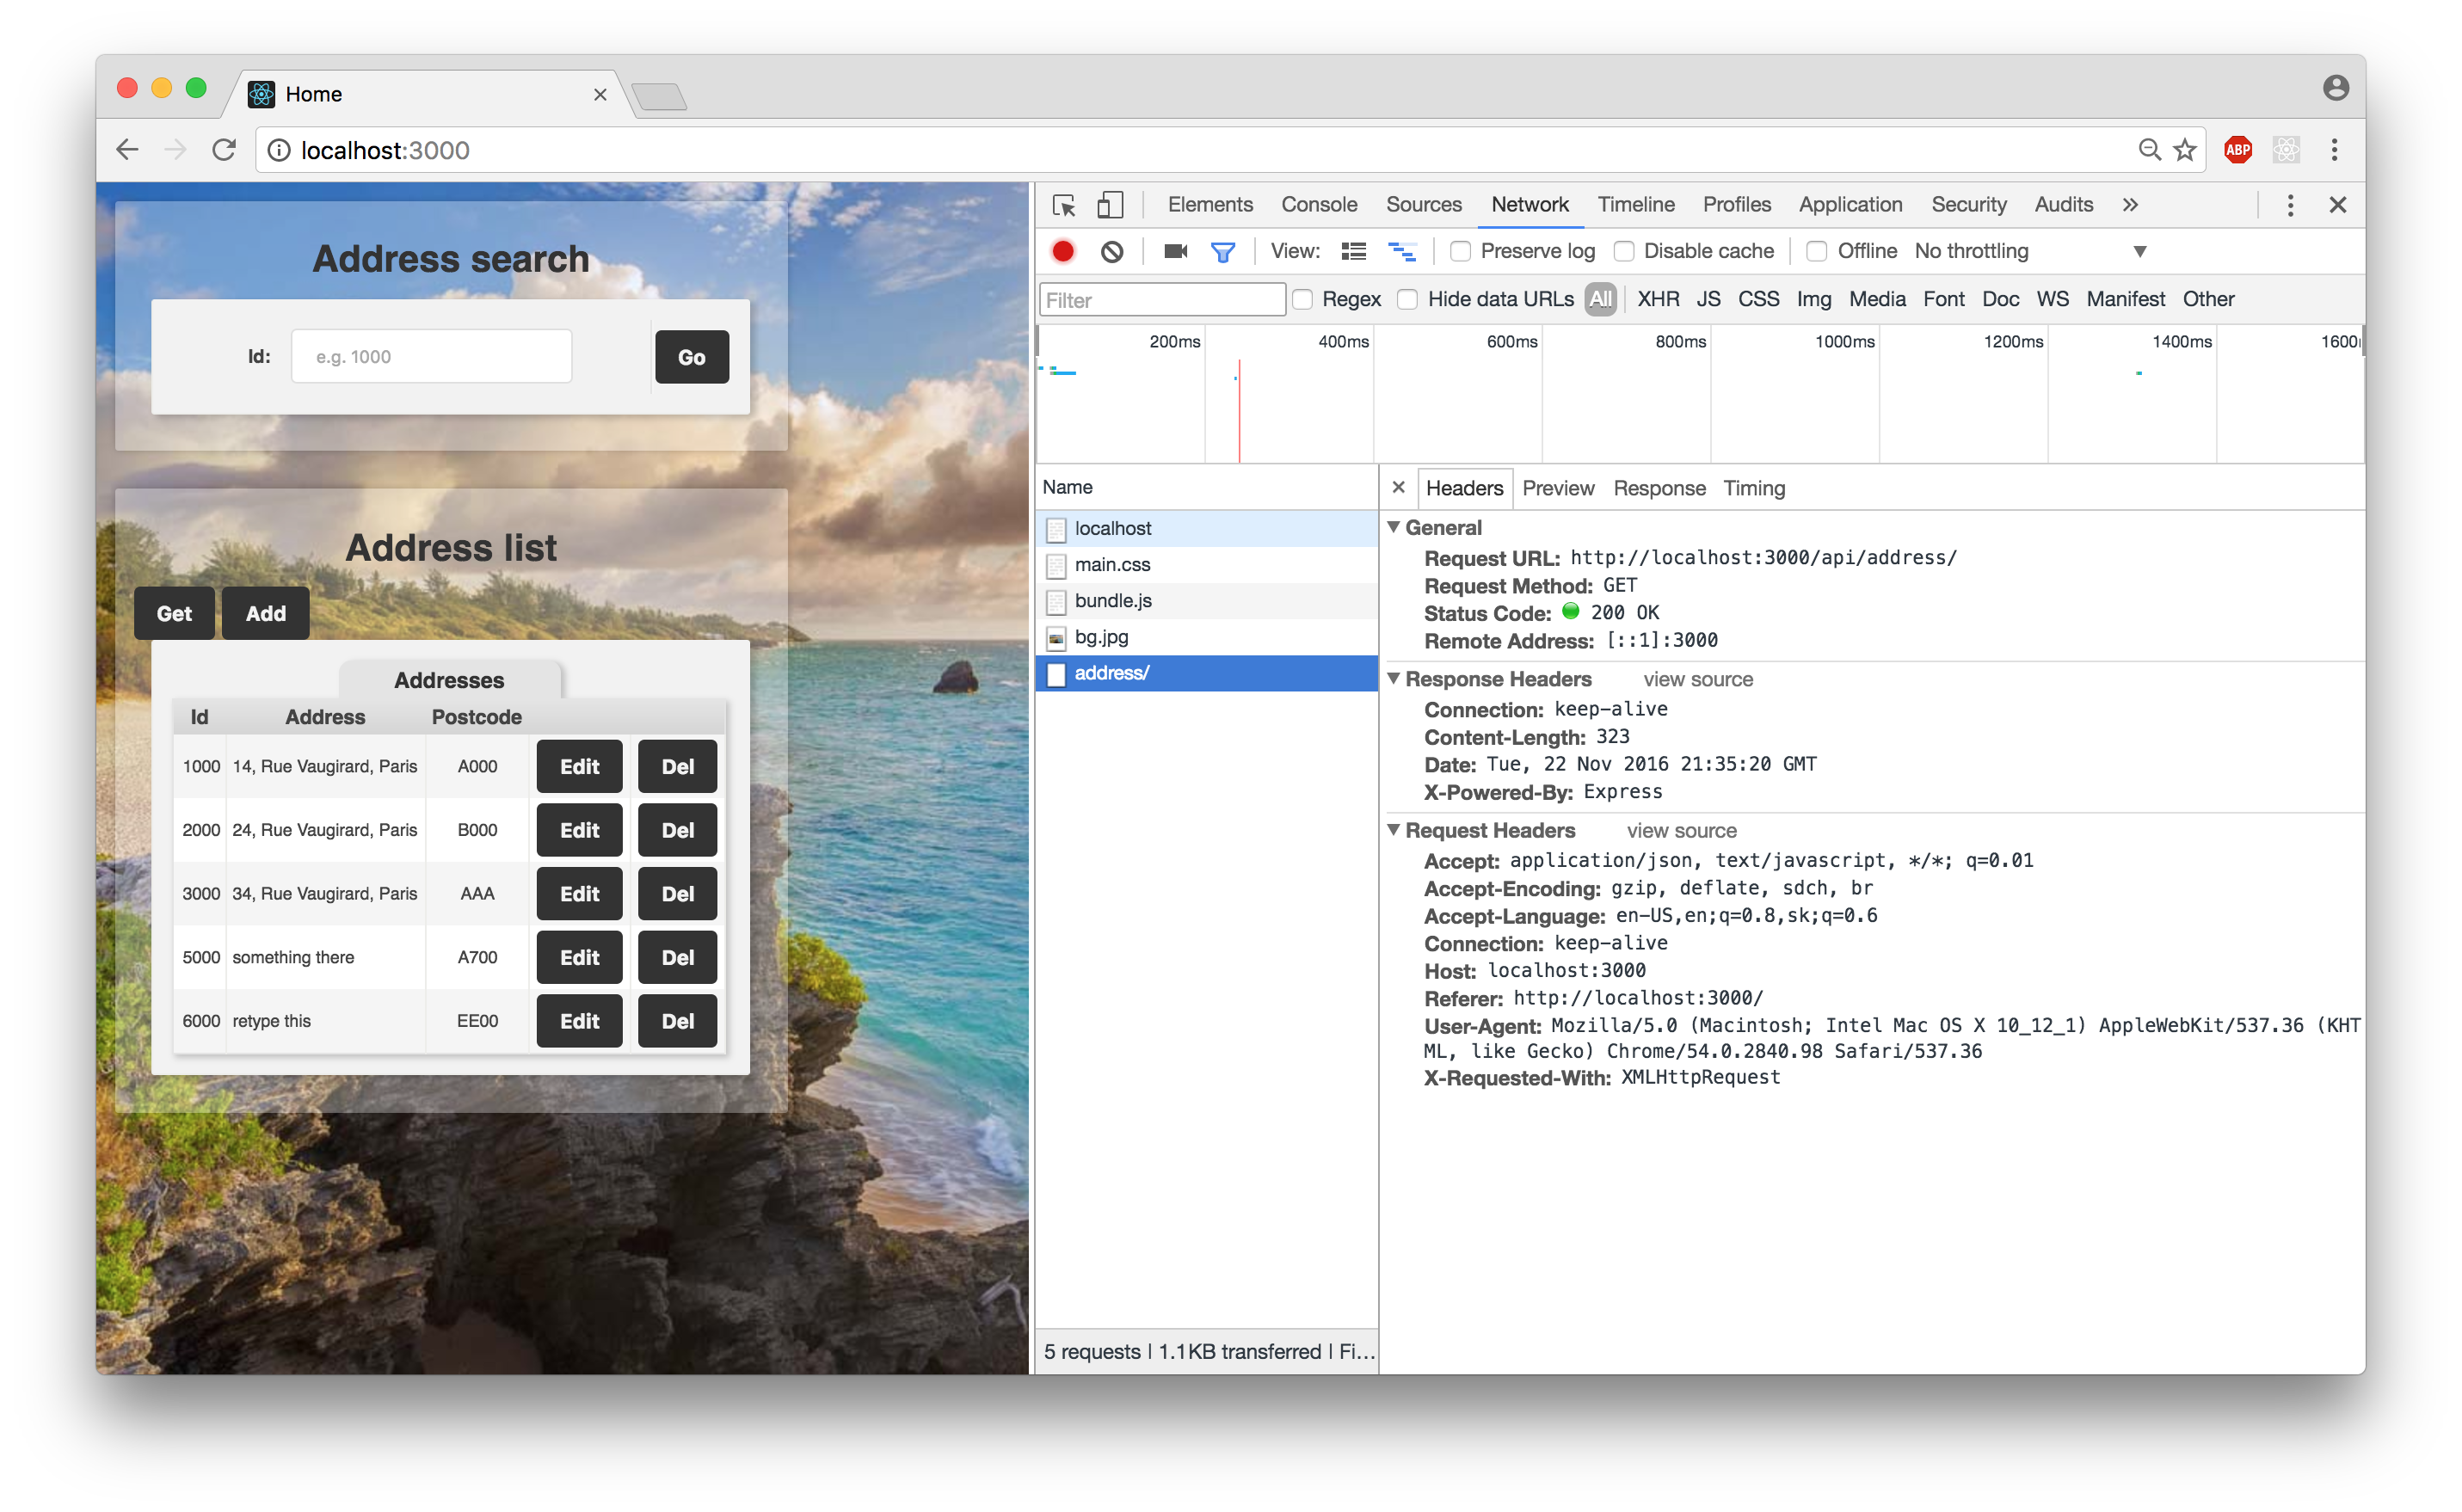 Home
localhost:3000
ABP
Address search
Id: e.g. 1000 Go
Address list
Get Add
Addresses
Id Address Postcode
1000 14, Rue Vaugirard, Paris A000 Edit Del
2000 24, Rue Vaugirard, Paris B000 Edit Del
3000 34, Rue Vaugirard, Paris AAA Edit Del
5000 something there A700 Edit Del
6000 retype this EE00 Edit Del
Elements Console Sources Network Timeline Profiles Application Security Audits »
View: Preserve log Disable cache Offline No throttling
Filter Regex Hide data URLs All XHR JS CSS Img Media Font Doc WS Manifest Other
200ms 400ms 600ms 800ms 1000ms 1200ms 1400ms 1600
Name
localhost
main.css
bundle.js
bg.jpg
address/
5 requests | 1.1KB transferred | Fi...
Headers Preview Response Timing
General
Request URL: http://localhost:3000/api/address/
Request Method: GET
Status Code: 200 OK
Remote Address: [::1]:3000
Response Headers view source
Connection: keep-alive
Content-Length: 323
Date: Tue, 22 Nov 2016 21:35:20 GMT
X-Powered-By: Express
Request Headers view source
Accept: application/json, text/javascript, */*; q=0.01
Accept-Encoding: gzip, deflate, sdch, br
Accept-Language: en-US,en;q=0.8,sk;q=0.6
Connection: keep-alive
Host: localhost:3000
Referer: http://localhost:3000/
User-Agent: Mozilla/5.0 (Macintosh; Intel Mac OS X 10_12_1) AppleWebKit/537.36 (KHT
ML, like Gecko) Chrome/54.0.2840.98 Safari/537.36
X-Requested-With: XMLHttpRequest